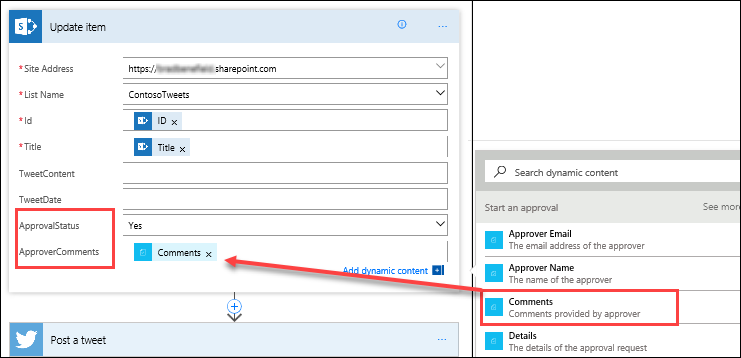 Update item
* Site Address https:// .sharepoint.com
* List Name ContosoTweets
* Id ID x
* Title Title x
TweetContent
TweetDate
ApprovalStatus Yes
ApproverComments Comments x
Add dynamic content
Post a tweet
Search dynamic content
Start an approval See more
Approver Email
The email address of the approver
Approver Name
The name of the approver
Comments
Comments provided by approver
Details
The details of the approval request